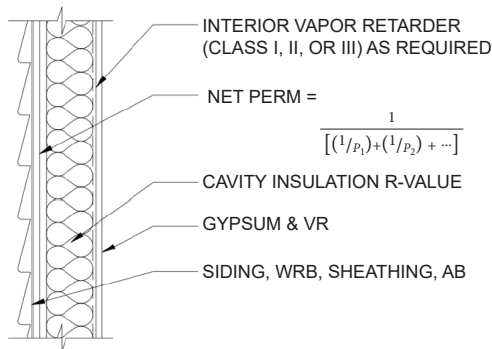 INTERIOR VAPOR RETARDER
(CLASS I, II, OR III) AS REQUIRED
NET PERM =
1
[(1/P1)+(1/P2) + ...]
CAVITY INSULATION R-VALUE
GYPSUM & VR
SIDING, WRB, SHEATHING, AB